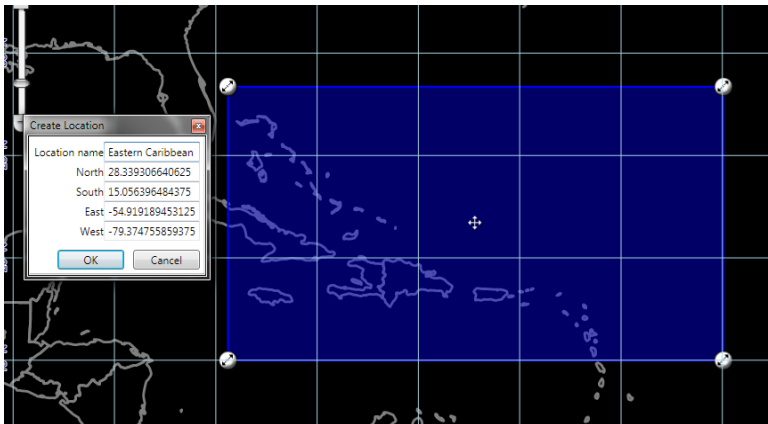 Create Location
Location name Eastern Caribbean
North 28.339306640625
South 15.056396484375
East -54.919189453125
West -79.374755859375
OK Cancel